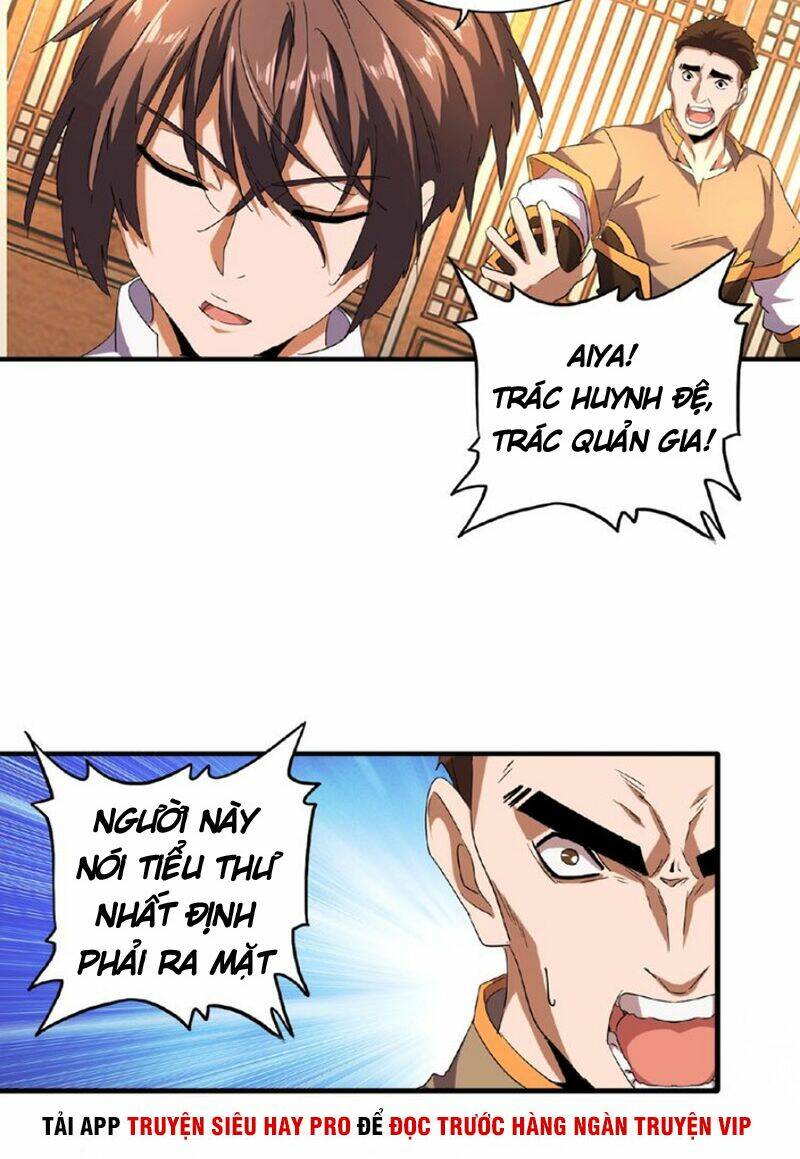 AIYA!
TRÁC HUYNH ĐỆ,
TRÁC QUẢN GIA!
NGƯỜI NÀY
NÓI TIỂU THƯ
NHẤT ĐỊNH
PHẢI RA MẶT
TẢI APP TRUYỆN SIÊU HAY PRO ĐỂ ĐỌC TRƯỚC HÀNG NGÀN TRUYỆN VIP